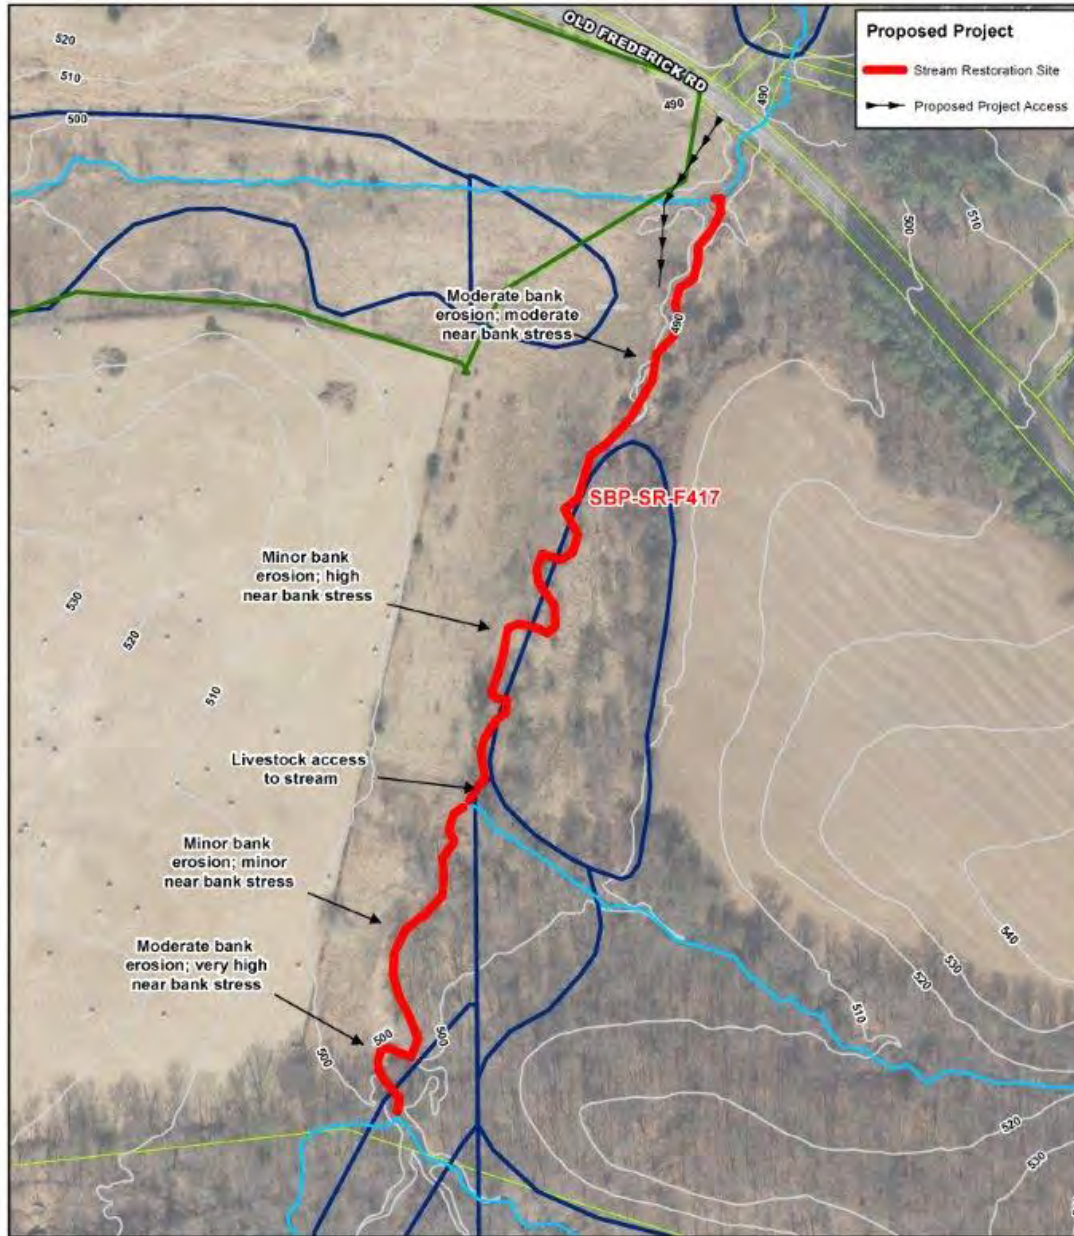 Proposed Project
Stream Restoration Site
Proposed Project Access
OLD FREDERICK RD
520
510
500
490
490
500
510
Moderate bank
erosion; moderate
near bank stress
490
SBP-SR-F417
Minor bank
erosion; high
near bank stress
530
520
510
Livestock access
to stream
Minor bank
erosion; minor
near bank stress
Moderate bank
erosion; very high
near bank stress
540
530
520
510
500
500
500
520
530